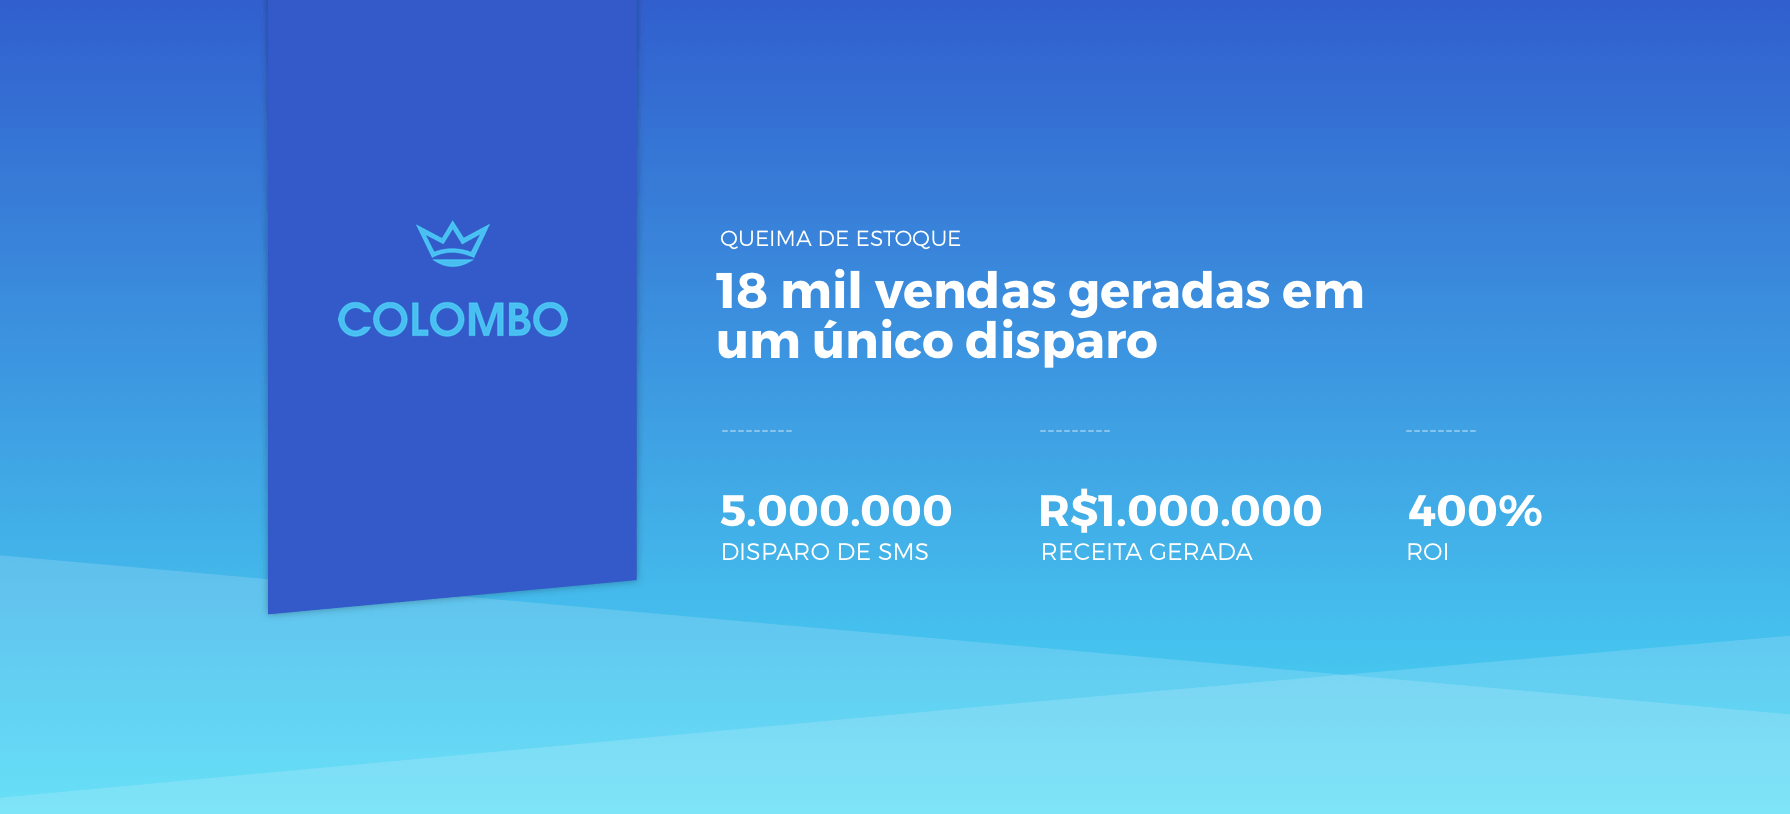 COLOMBO
QUEIMA DE ESTOQUE
18 mil vendas geradas em
um único disparo
5.000.000
DISPARO DE SMS
R$1.000.000
RECEITA GERADA
400%
ROI